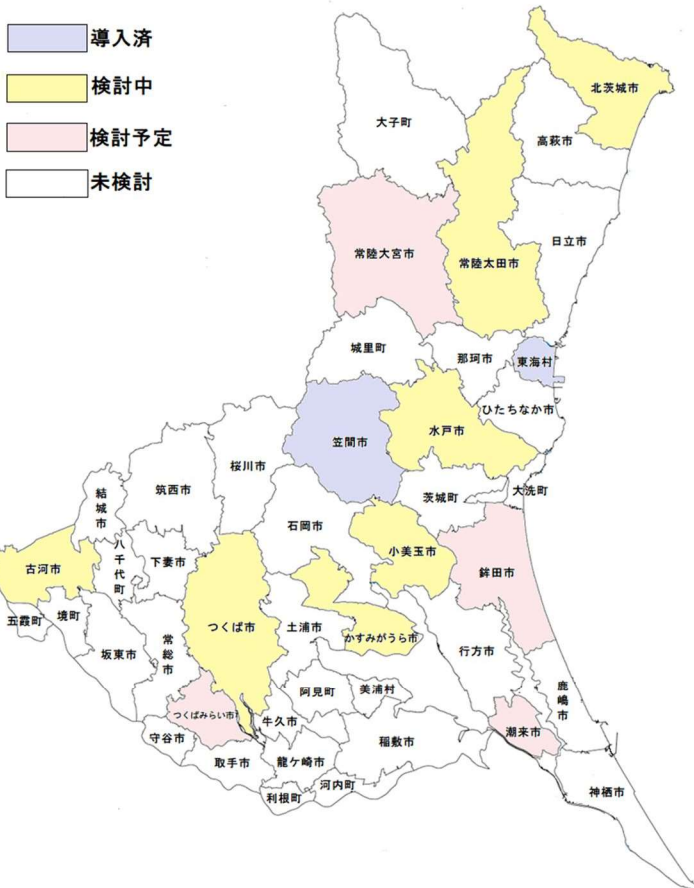 導入済
検討中
検討予定
未検討
北茨城市
大子町
高萩市
日立市
常陸大宮市
常陸太田市
城里町
那珂市
東海村
ひたちなか市
水戸市
笠間市
桜川市
筑西市
結城市
大洗町
茨城町
石岡市
小美玉市
八千代町
下妻市
古河市
鉾田市
五霞町
境町
つくば市
土浦市
かすみがうら市
坂東市
常総市
行方市
阿見町
美浦村
鹿嶋市
つくばみらい市
牛久市
守谷市
取手市
龍ケ崎市
稲敷市
潮来市
利根町
河内町
神栖市